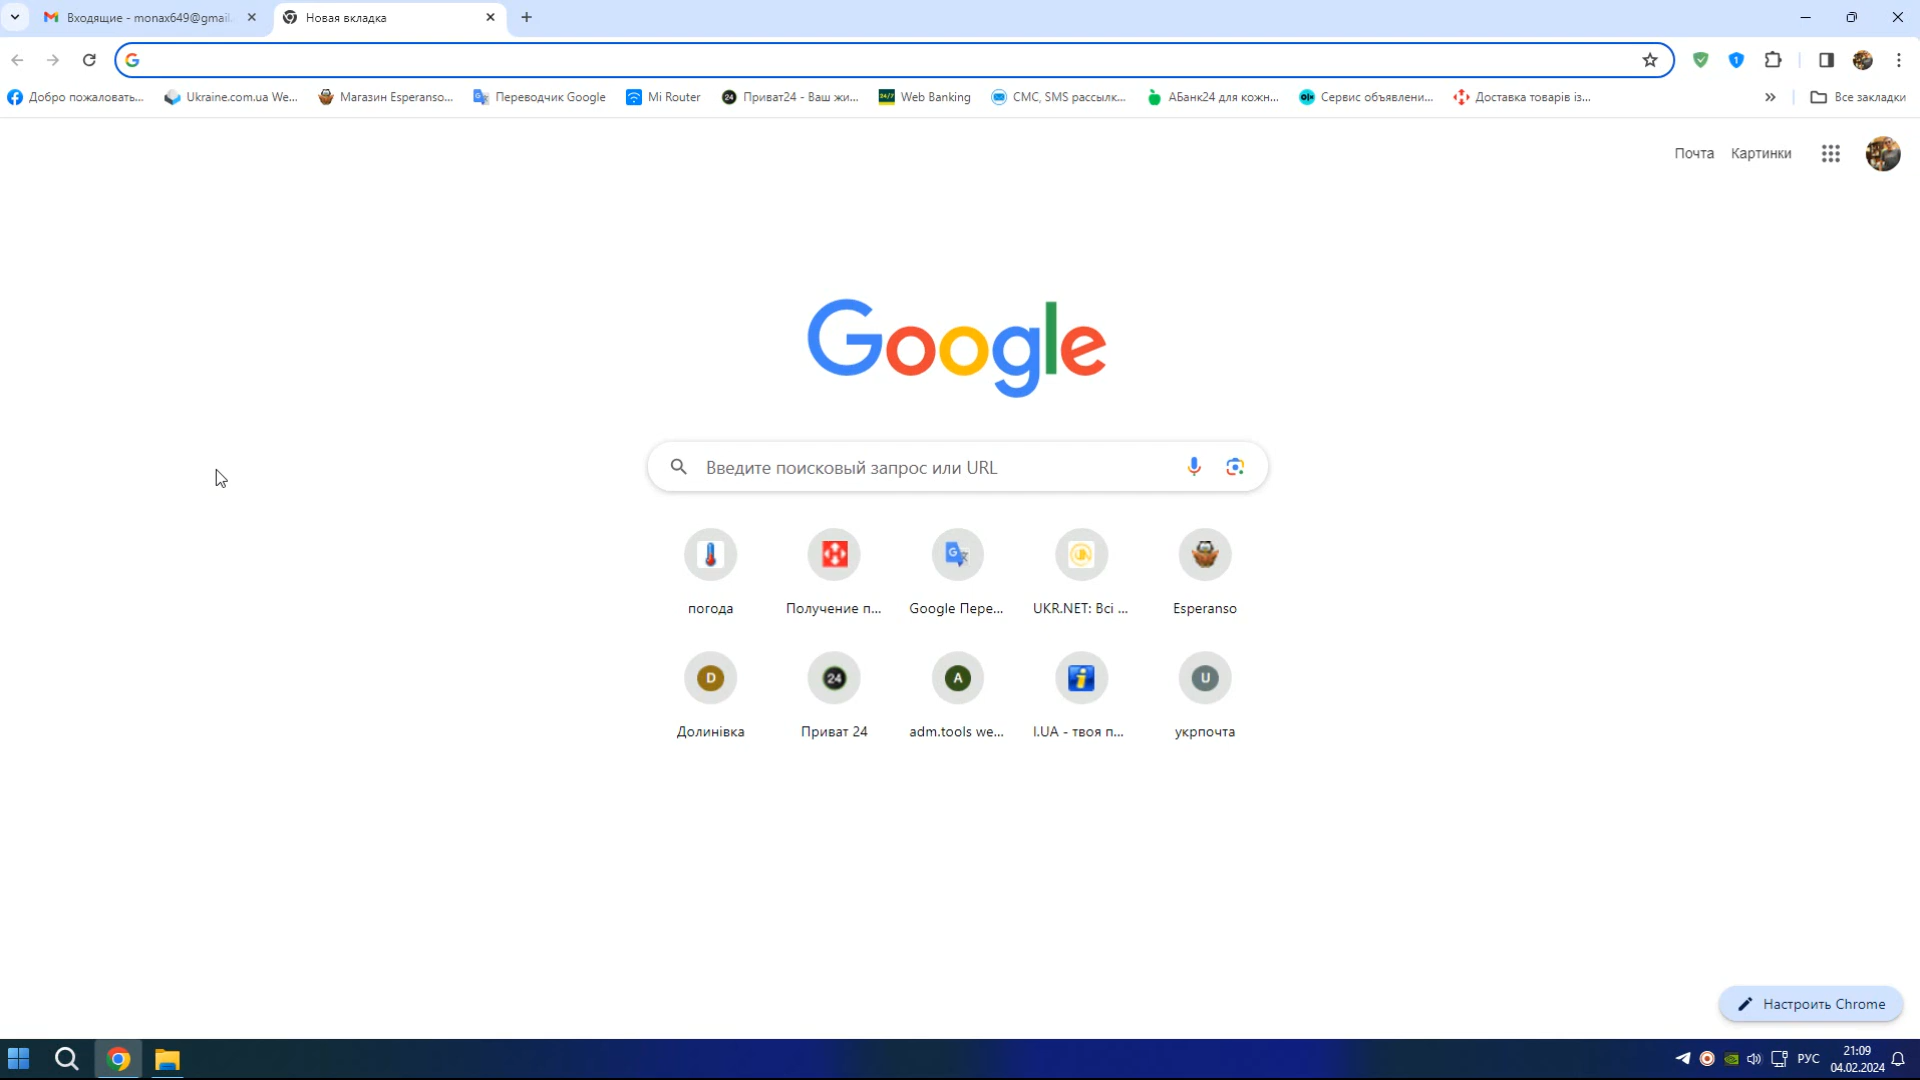 Входящие - monax649@gmail.
Новая вкладка
Добро пожаловать...
Ukraine.com.ua We...
Магазин Esperanso...
Переводчик Google
Mi Router
Приват24 - Ваш жи...
Web Banking
СМС, SMS рассылк...
АБанк24 для кожн...
Сервис объявлени...
Доставка товарів із...
Все закладки
Почта
Картинки
Google
Введите поисковый запрос или URL
погода
Получение п...
Google Пере...
UKR.NET: Всі ...
Esperanso
D
24
A
U
Долинівка
Приват 24
adm.tools we...
I.UA - твоя п...
укрпочта
Настроить Chrome
РУС
21:09
04.02.2024